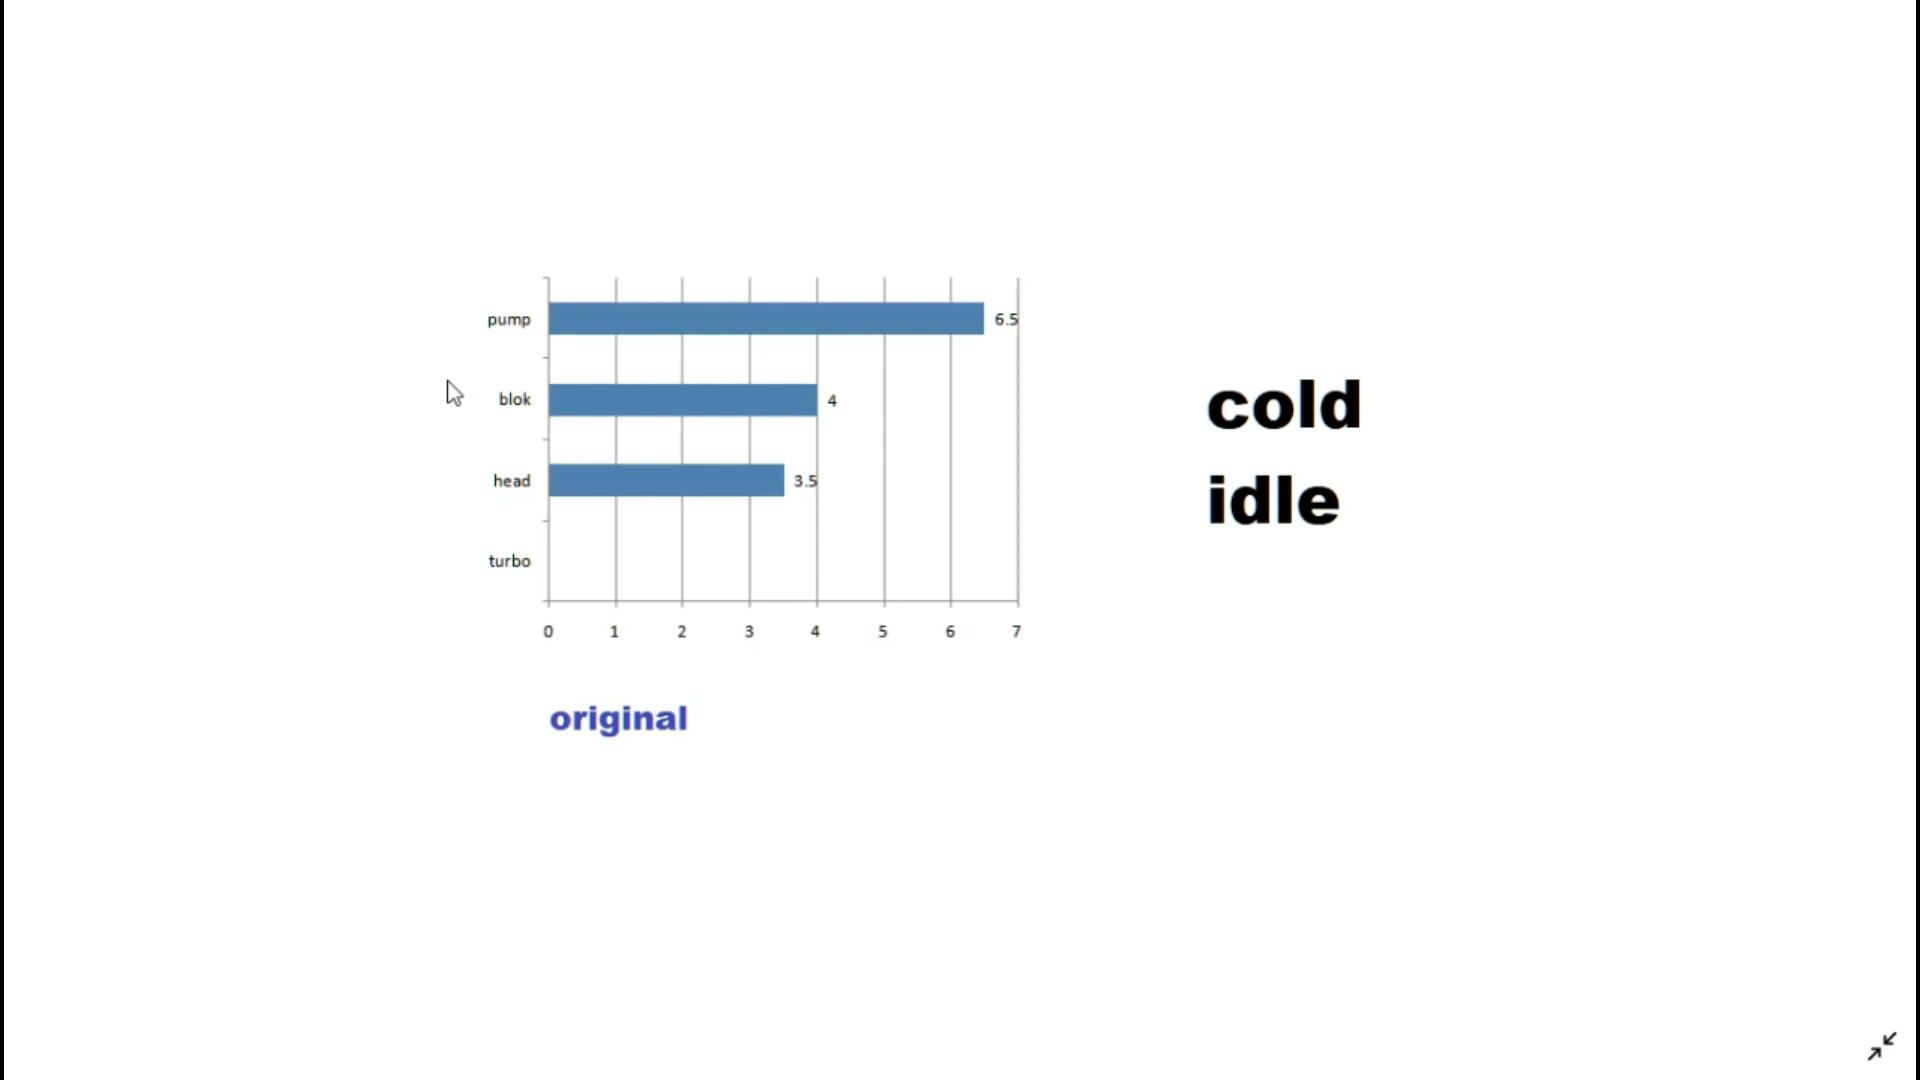 pump 6.5
blok 4
head 3.5
turbo
0 1 2 3 4 5 6 7
original
cold
idle